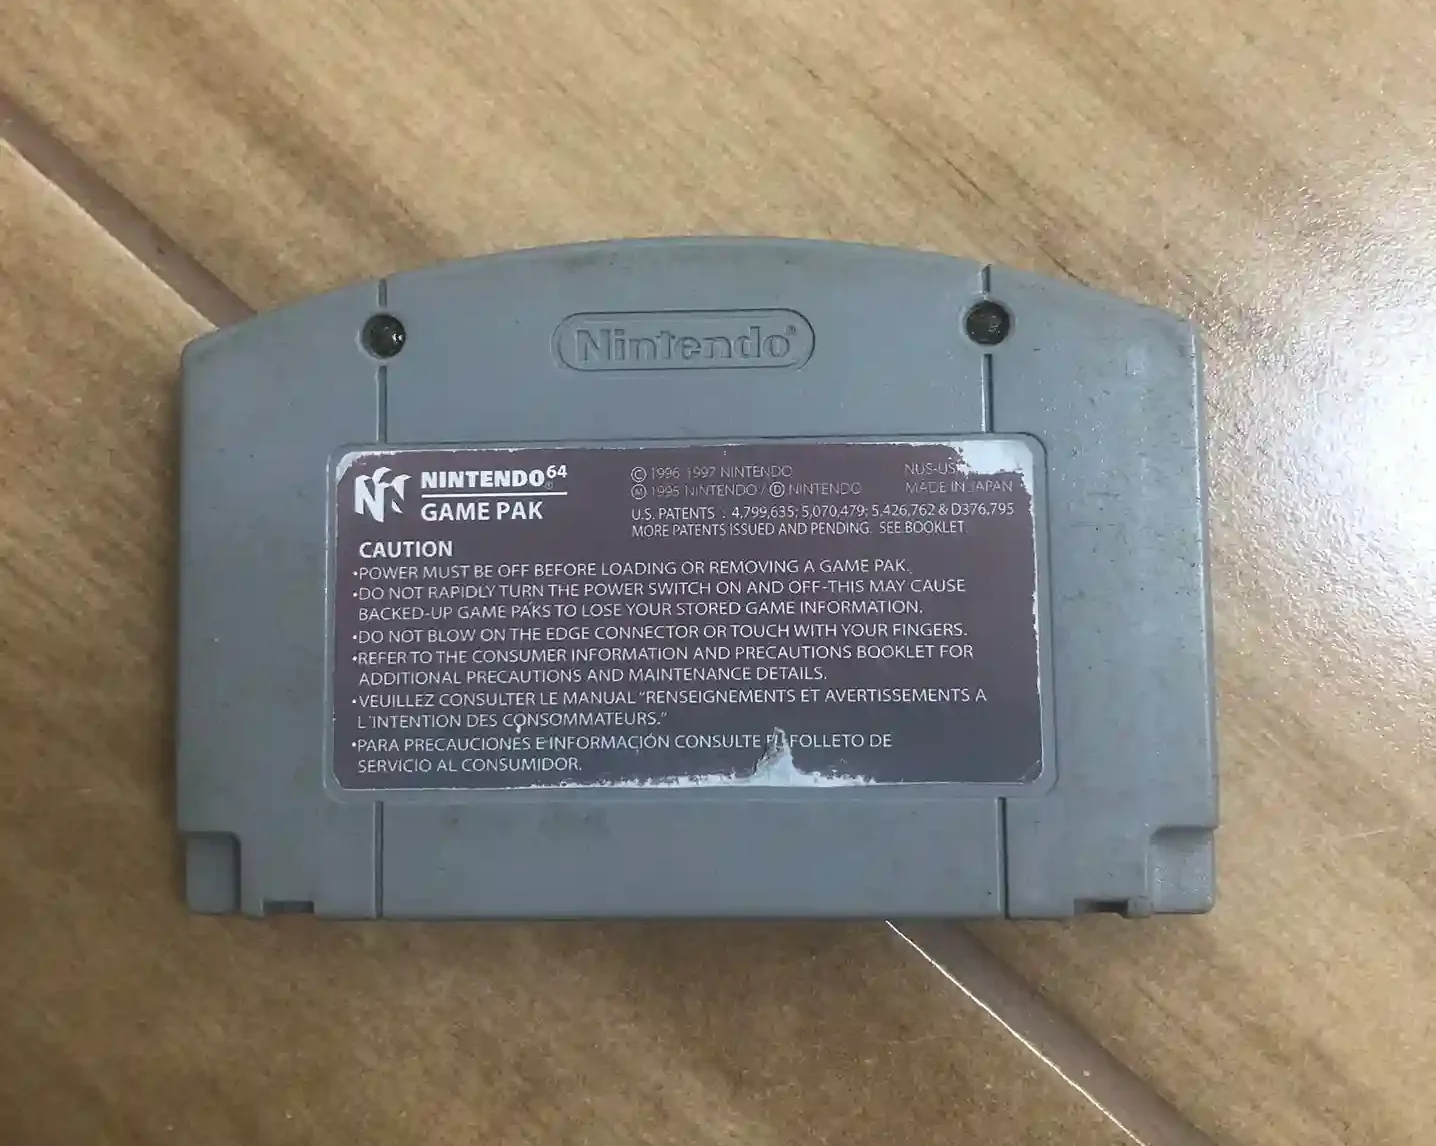 Nintendo®
NINTENDO64®
GAME PAK
© 1996 1997 NINTENDO
Ⓜ 1995 NINTENDO / Ⓓ NINTENDO
NUS-US
MADE IN JAPAN
U.S. PATENTS : 4,799,635; 5,070,479; 5,426,762 & D376,795
MORE PATENTS ISSUED AND PENDING. SEE BOOKLET
CAUTION
•POWER MUST BE OFF BEFORE LOADING OR REMOVING A GAME PAK.
•DO NOT RAPIDLY TURN THE POWER SWITCH ON AND OFF-THIS MAY CAUSE
BACKED-UP GAME PAKS TO LOSE YOUR STORED GAME INFORMATION.
•DO NOT BLOW ON THE EDGE CONNECTOR OR TOUCH WITH YOUR FINGERS.
•REFER TO THE CONSUMER INFORMATION AND PRECAUTIONS BOOKLET FOR
ADDITIONAL PRECAUTIONS AND MAINTENANCE DETAILS.
•VEUILLEZ CONSULTER LE MANUAL "RENSEIGNEMENTS ET AVERTISSEMENTS A
L'INTENTION DES CONSOMMATEURS."
•PARA PRECAUCIONES E INFORMACIÓN CONSULTE FOLLETO DE
SERVICIO AL CONSUMIDOR.